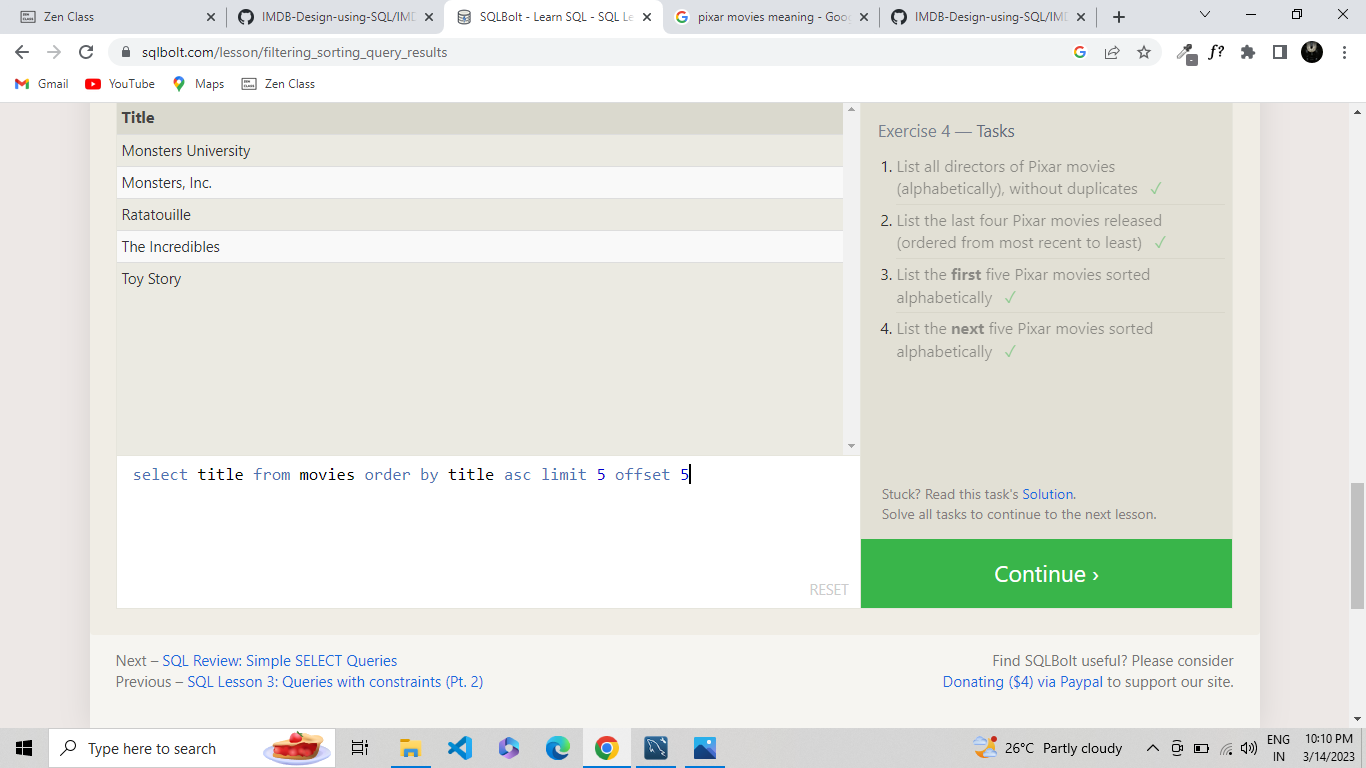 Zen Class
IMDB-Design-using-SQL/IMD
SQLBolt - Learn SQL - SQL Le
pixar movies meaning - Goo
IMDB-Design-using-SQL/IMD
sqlbolt.com/lesson/filtering_sorting_query_results
f?
Gmail
YouTube
Maps
Zen Class
Title
Monsters University
Monsters, Inc.
Ratatouille
The Incredibles
Toy Story
select title from movies order by title asc limit 5 offset 5
RESET
Exercise 4 — Tasks
1. List all directors of Pixar movies
(alphabetically), without duplicates ✓
2. List the last four Pixar movies released
(ordered from most recent to least) ✓
3. List the first five Pixar movies sorted
alphabetically ✓
4. List the next five Pixar movies sorted
alphabetically ✓
Stuck? Read this task's Solution.
Solve all tasks to continue to the next lesson.
Continue ›
Next – SQL Review: Simple SELECT Queries
Previous – SQL Lesson 3: Queries with constraints (Pt. 2)
Find SQLBolt useful? Please consider
Donating ($4) via Paypal to support our site.
Type here to search
26°C Partly cloudy
ENG
IN
10:10 PM
3/14/2023